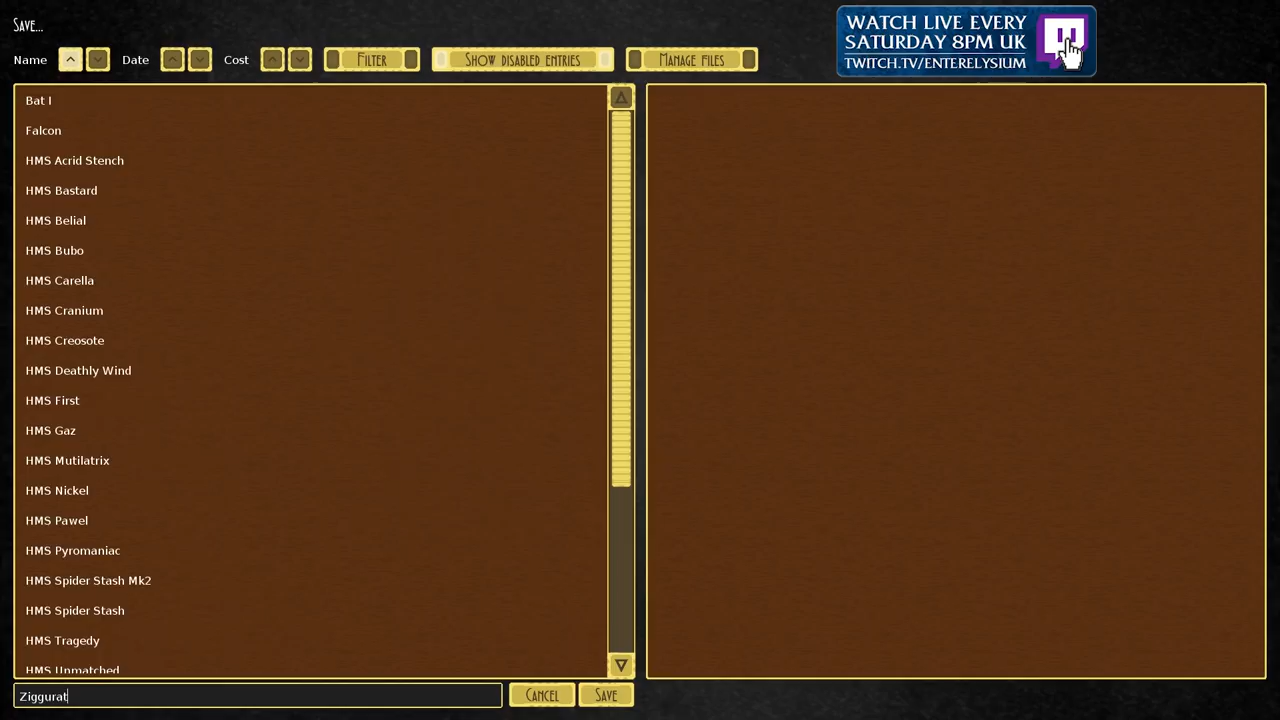 Save...
WATCH LIVE EVERY
SATURDAY 8PM UK
TWITCH.TV/ENTERELYSIUM
Name Date Cost Filter Show disabled entries Manage files
Bat I
Falcon
HMS Acrid Stench
HMS Bastard
HMS Belial
HMS Bubo
HMS Carella
HMS Cranium
HMS Creosote
HMS Deathly Wind
HMS First
HMS Gaz
HMS Mutilatrix
HMS Nickel
HMS Pawel
HMS Pyromaniac
HMS Spider Stash Mk2
HMS Spider Stash
HMS Tragedy
HMS Unmatched
Ziggurat Cancel Save